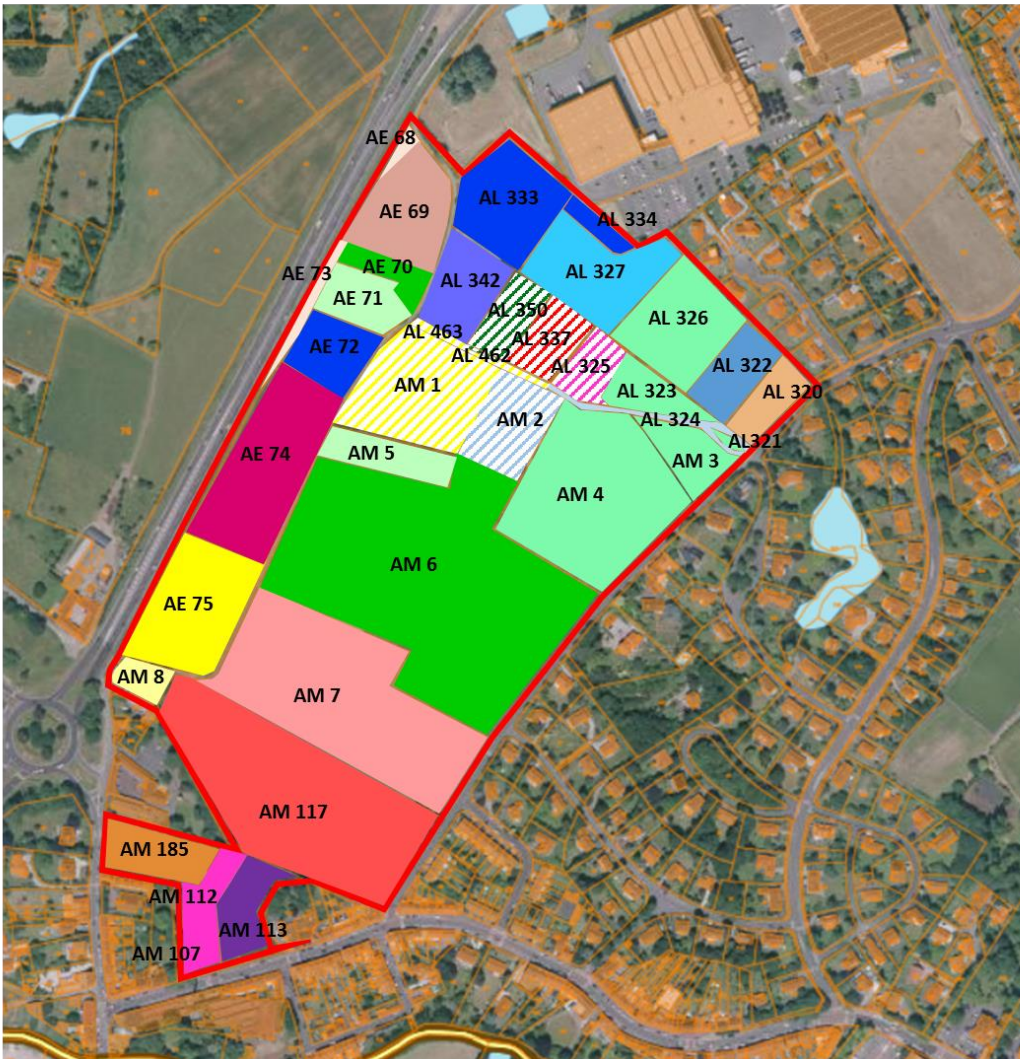 AE 68
AL 333
AE 69
AL 334
AE 70
AL 327
AE 73
AL 342
AE 71
AL 350
AL 326
AL 463
AL 337
AE 72
AL 462
AL 325
AL 322
AM 1
AL 323
AL 320
AM 2
AL 324
AL321
AM 5
AE 74
AM 3
AM 4
AM 6
AE 75
AM 8
AM 7
AM 117
AM 185
AM 112
AM 113
AM 107